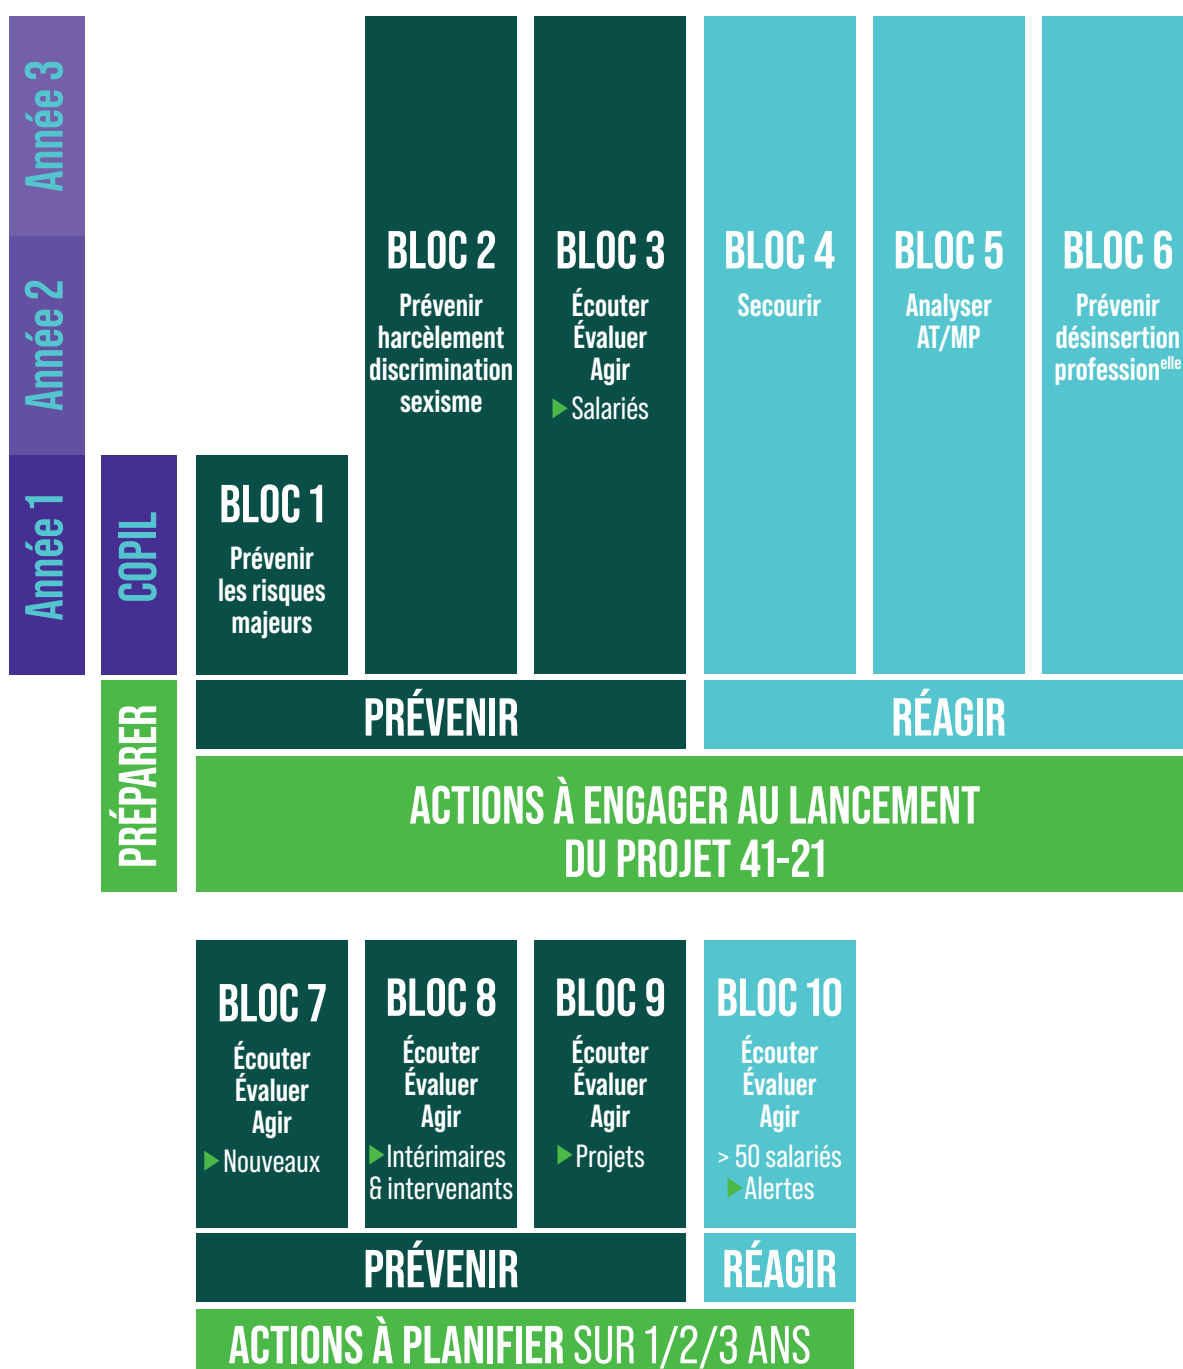 Année 3
Année 2
Année 1
COPIL
PRÉPARER
BLOC 1
Prévenir
les risques
majeurs
BLOC 2
Prévenir
harcèlement
discrimination
sexisme
BLOC 3
Écouter
Évaluer
Agir
Salariés
BLOC 4
Secourir
BLOC 5
Analyser
AT/MP
BLOC 6
Prévenir
désinsertion
professionelle
PRÉVENIR
RÉAGIR
ACTIONS À ENGAGER AU LANCEMENT
DU PROJET 41-21
BLOC 7
Écouter
Évaluer
Agir
Nouveaux
BLOC 8
Écouter
Évaluer
Agir
Intérimaires
& intervenants
BLOC 9
Écouter
Évaluer
Agir
Projets
BLOC 10
Écouter
Évaluer
Agir
> 50 salariés
Alertes
PRÉVENIR
RÉAGIR
ACTIONS À PLANIFIER SUR 1/2/3 ANS